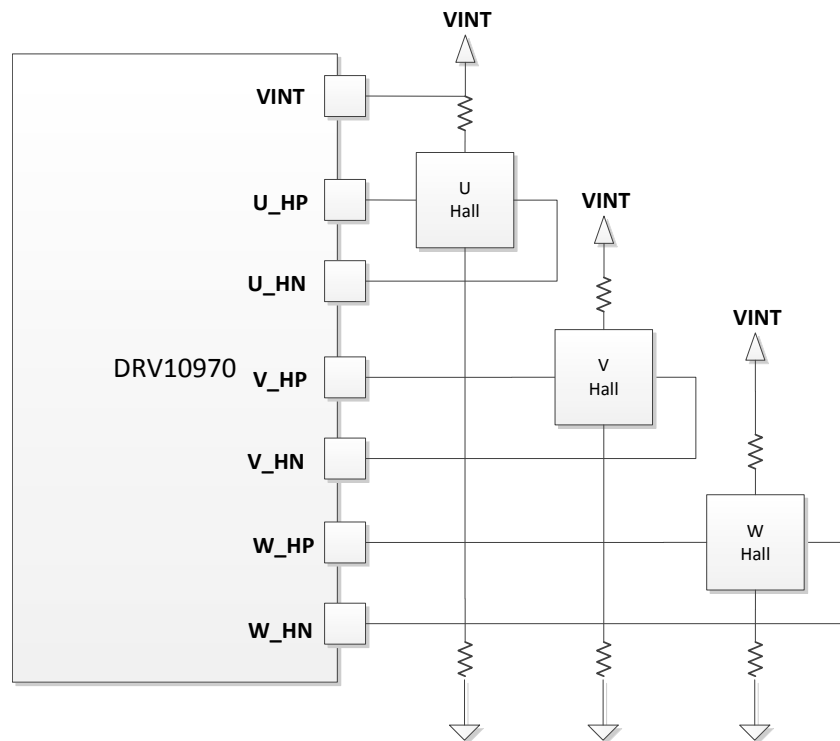 VINT
VINT
U_HP
U
Hall
VINT
U_HN
VINT
DRV10970
V_HP
V
Hall
V_HN
W_HP
W
Hall
W_HN